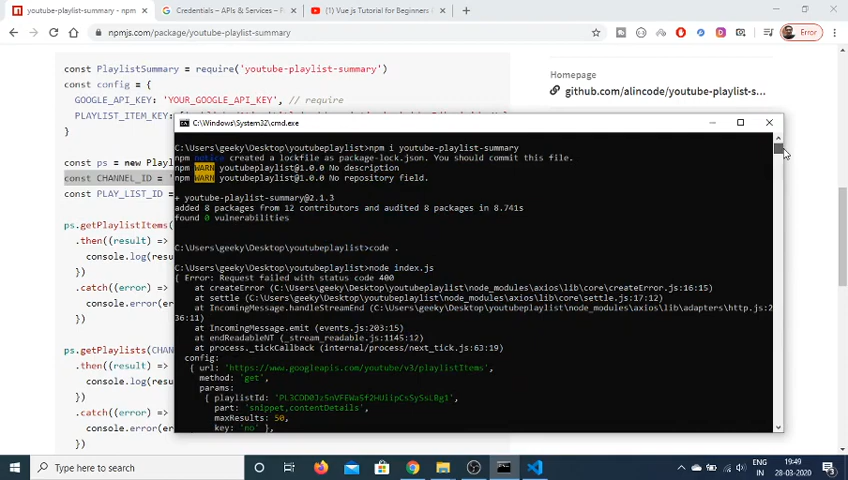 youtube-playlist-summary - npm
Credentials – APIs & Services –
Vue js Tutorial for Beginners
npmjs.com/package/youtube-playlist-summary
Error
const PlaylistSummary = require('youtube-playlist-summary')
const config = {
GOOGLE_API_KEY: 'YOUR_GOOGLE_API_KEY', // require
PLAYLIST_ITEM_KEY:
}
const ps = new Playl
const CHANNEL_ID = '
const PLAY_LIST_ID =
ps.getPlaylistItems(
.then((result) =>
console.log(res
})
.catch((error) =>
console.error(er
})
ps.getPlaylists(CHAN
.then((result) =>
console.log(res
})
.catch((error) =>
console.error(er
})
Homepage
github.com/alincode/youtube-playlist-s...
C:\Windows\System32\cmd.exe
C:\Users\geeky\Desktop\youtubeplaylist>npm i youtube-playlist-summary
npm notice created a lockfile as package-lock.json. You should commit this file.
npm WARN youtubeplaylist@1.0.0 No description
npm WARN youtubeplaylist@1.0.0 No repository field.
+ youtube-playlist-summary@2.1.3
added 8 packages from 12 contributors and audited 8 packages in 8.741s
found 0 vulnerabilities
C:\Users\geeky\Desktop\youtubeplaylist>code .
C:\Users\geeky\Desktop\youtubeplaylist>node index.js
{ Error: Request failed with status code 400
at createError (C:\Users\geeky\Desktop\youtubeplaylist\node_modules\axios\lib\core\createError.js:16:15)
at settle (C:\Users\geeky\Desktop\youtubeplaylist\node_modules\axios\lib\core\settle.js:17:12)
at IncomingMessage.handleStreamEnd (C:\Users\geeky\Desktop\youtubeplaylist\node_modules\axios\lib\adapters\http.js:2
36:11)
at IncomingMessage.emit (events.js:203:15)
at endReadableNT (_stream_readable.js:1145:12)
at process._tickCallback (internal/process/next_tick.js:63:19)
config:
{ url: 'https://www.googleapis.com/youtube/v3/playlistItems',
method: 'get',
params:
{ playlistId:
part: 'snippet,contentDetails',
maxResults: 50,
key: 'no' },
Type here to search
ENG
IN
19:49
28-03-2020